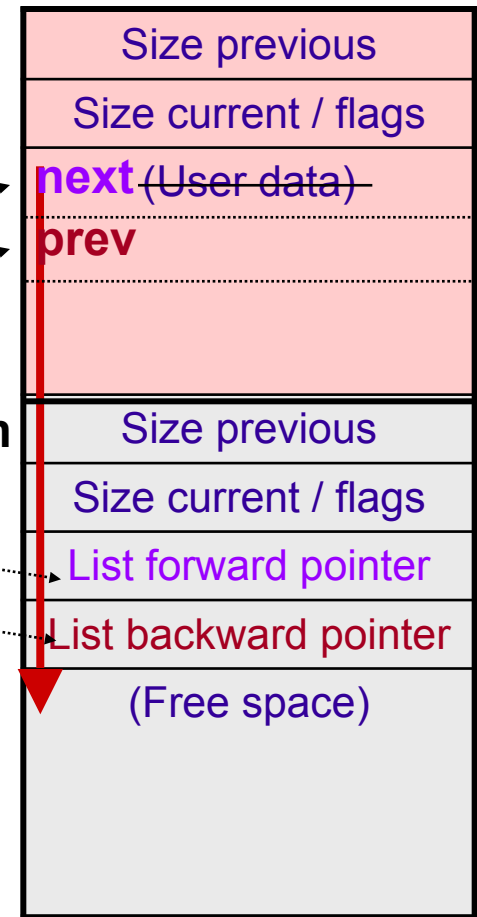 Size previous
Size current / flags
next (User data)
prev
Size previous
Size current / flags
List forward pointer
List backward pointer
(Free space)